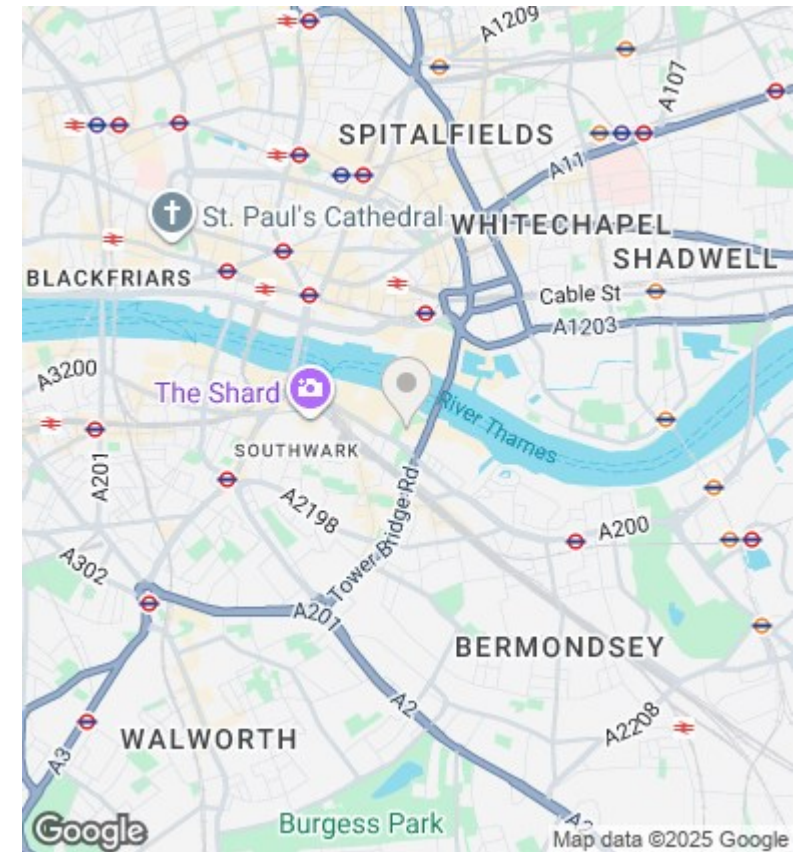 A1209
A107
SPITALFIELDS
A11
St. Paul's Cathedral
WHITECHAPEL
SHADWELL
BLACKFRIARS
Cable St
A1203
A3200
The Shard
River Thames
SOUTHWARK
A201
A2198
Tower Bridge Rd
A200
A302
A201
BERMONDSEY
A2
A2208
WALWORTH
A3
Burgess Park
Google
Map data ©2025 Google